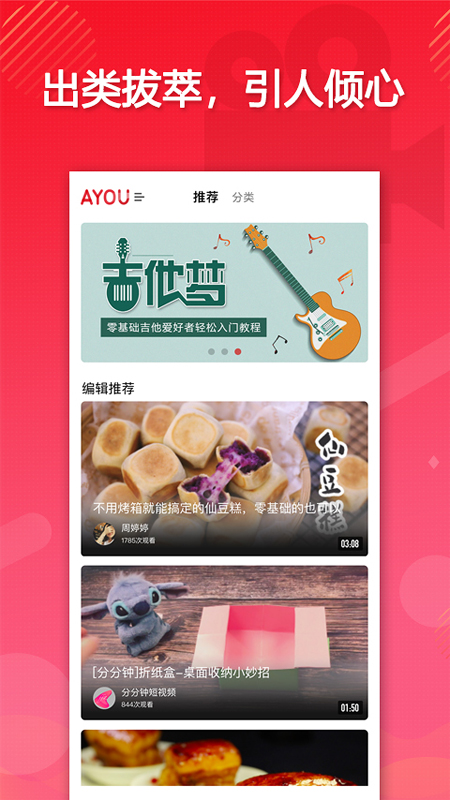 出类拔萃，引人倾心
AYOU
推荐 分类
吉他梦
零基础吉他爱好者轻松入门教程
编辑推荐
仙豆糕
不用烤箱就能搞定的仙豆糕，零基础的也可以
周婷婷
1785次观看
03:08
[分分钟]折纸盒-桌面收纳小妙招
分分钟短视频
844次观看
01:50